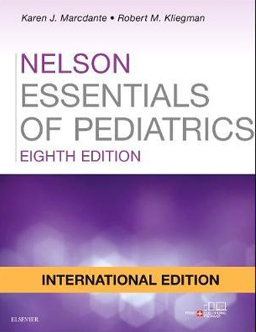 Karen J. Marcdante • Robert M. Kliegman
NELSON
ESSENTIALS
OF PEDIATRICS
EIGHTH EDITION
INTERNATIONAL EDITION
ELSEVIER